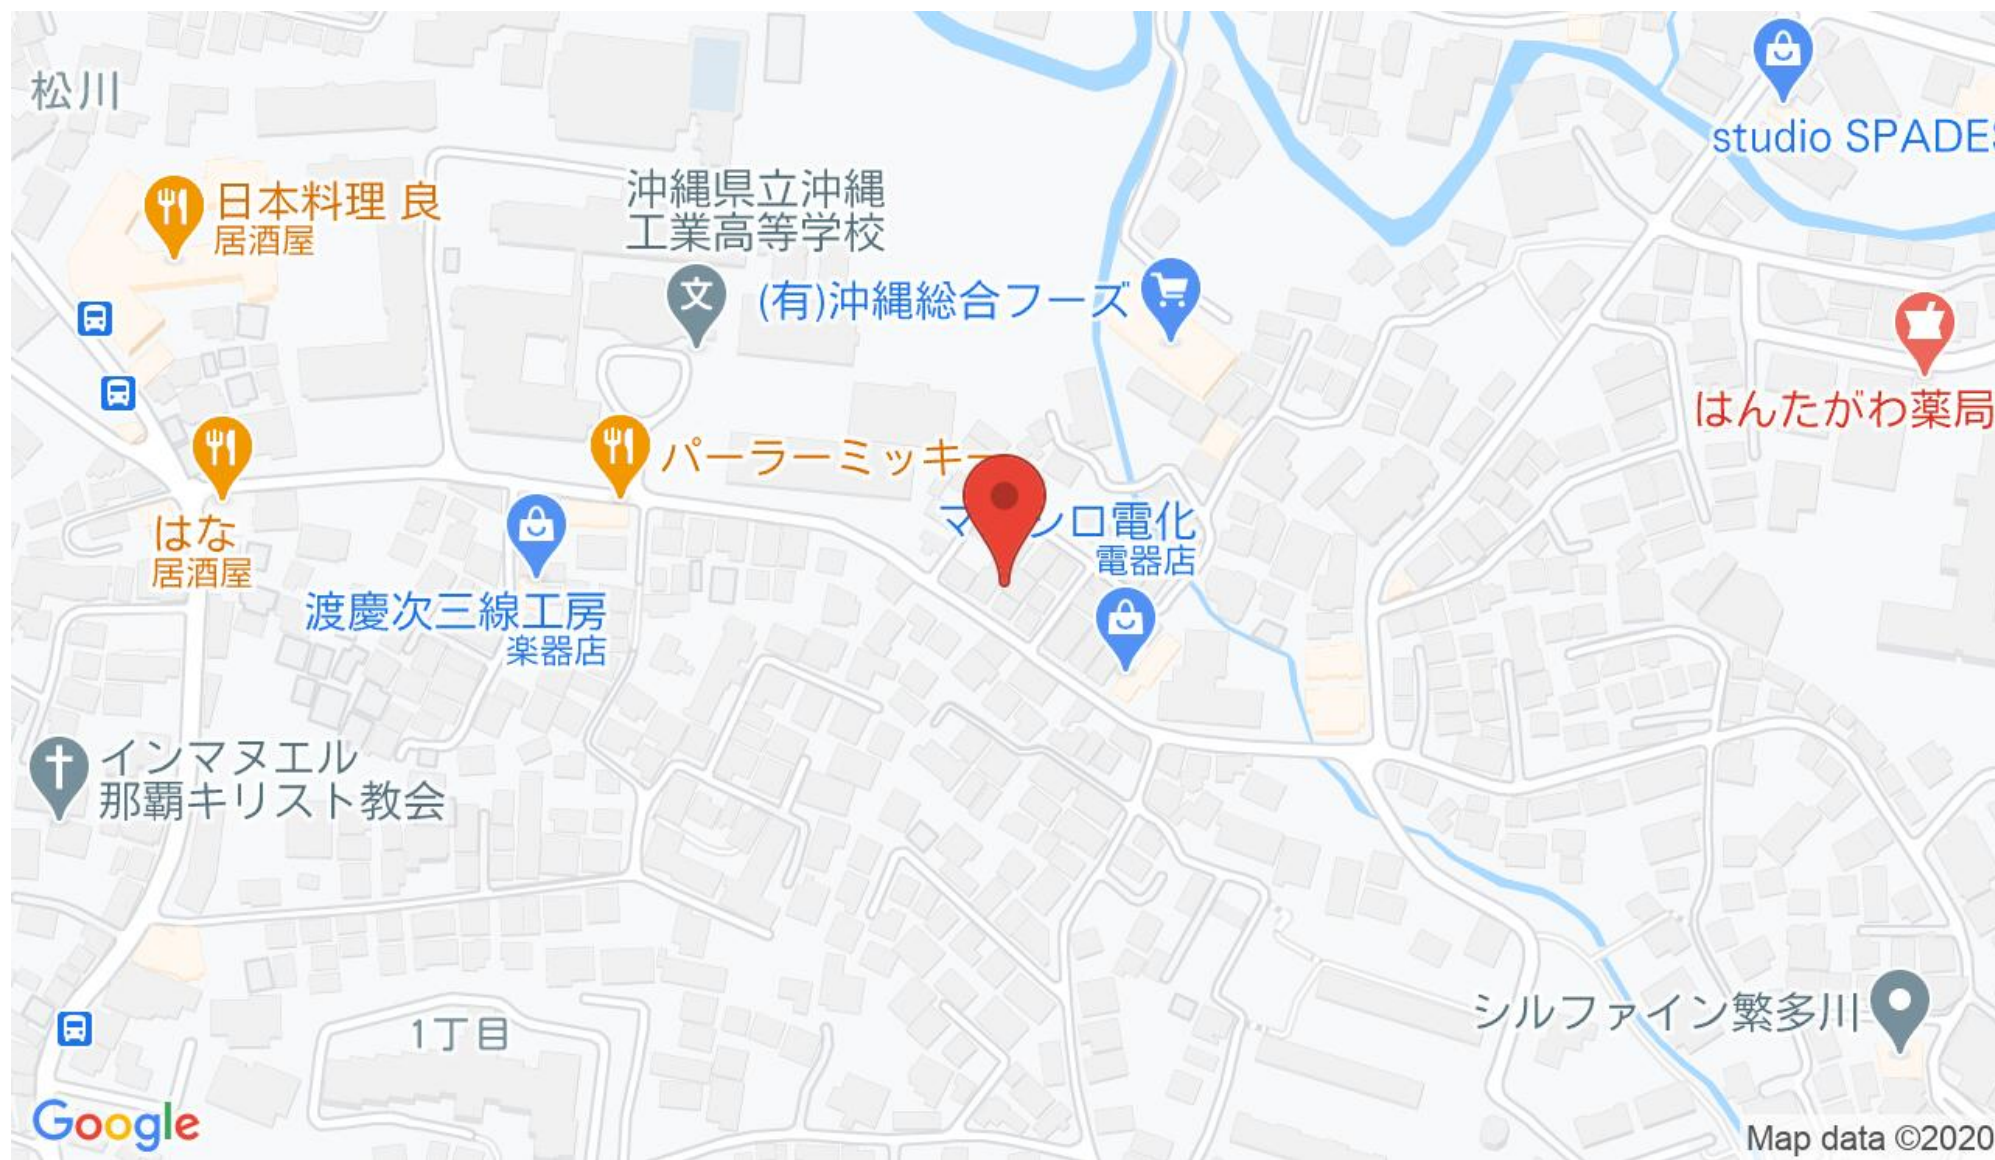 松川
studio SPADE
日本料理 良
居酒屋
沖縄県立沖縄
工業高等学校
文
(有)沖縄総合フーズ
はんたがわ薬局
パーラーミッキー
はな
居酒屋
ロ電化
電器店
渡慶次三線工房
楽器店
インマヌエル
那覇キリスト教会
シルファイン繁多川
1丁目
Google
Map data ©2020